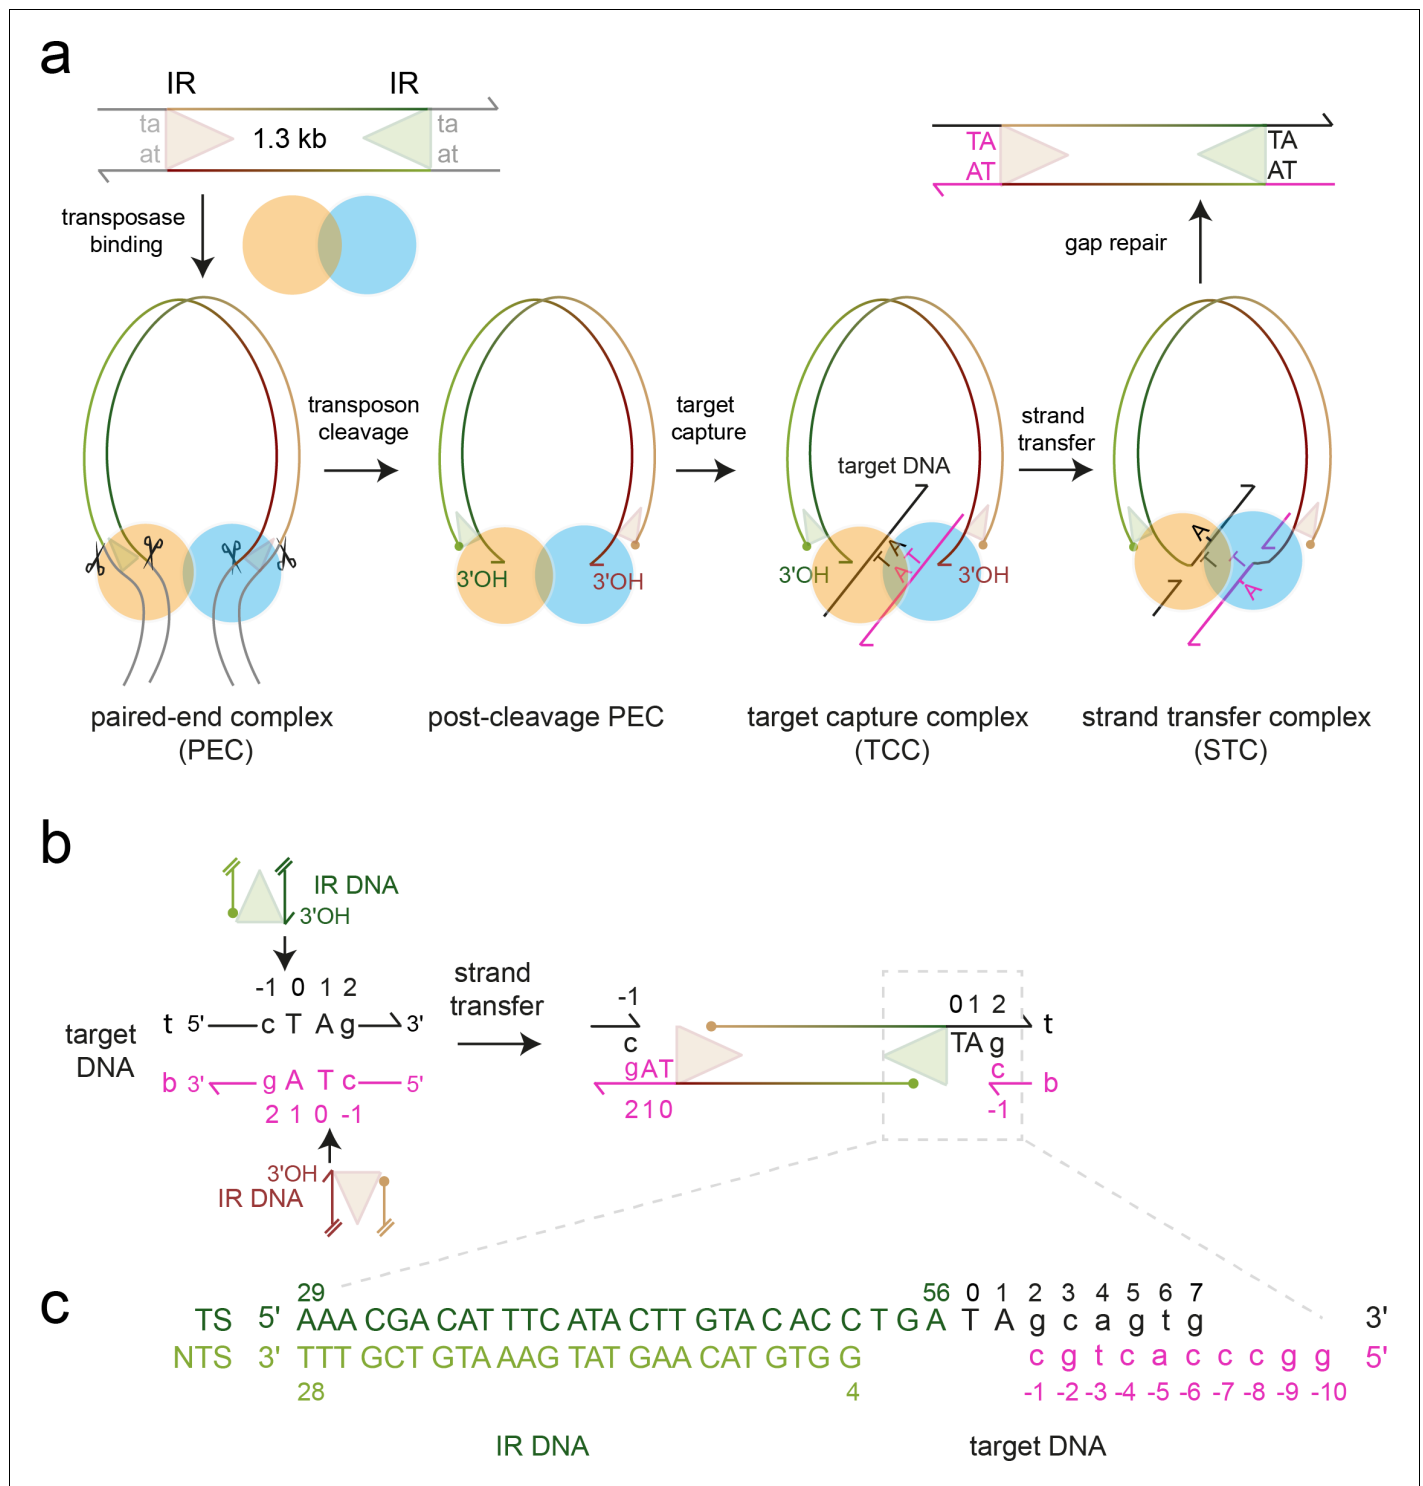 a
IR IR
ta 1.3 kb ta
at at
TA TA
AT AT
transposase
binding
gap repair
transposon
cleavage
target
capture
strand
transfer
target DNA
T A
A T
3'OH 3'OH
3'OH 3'OH
A
T T
A
paired-end complex
(PEC)
post-cleavage PEC
target capture complex
(TCC)
strand transfer complex
(STC)
b
IR DNA
3'OH
-1 0 1 2
target
DNA
t 5' c T A g 3'
b 3' g A T c 5'
2 1 0 -1
3'OH
IR DNA
strand
transfer
-1
c
gAT
2 1 0
0 1 2
t
TA g
c
b
-1
c
29 56 0 1 2 3 4 5 6 7
TS 5' AAA CGA CAT TTC ATA CTT GTA CAC C T G A T A g c a g t g 3'
NTS 3' TTT GCT GTA AAG TAT GAA CAT GTG G c g t c a c c c g g 5'
28 4 -1 -2 -3 -4 -5 -6 -7 -8 -9 -10
IR DNA target DNA